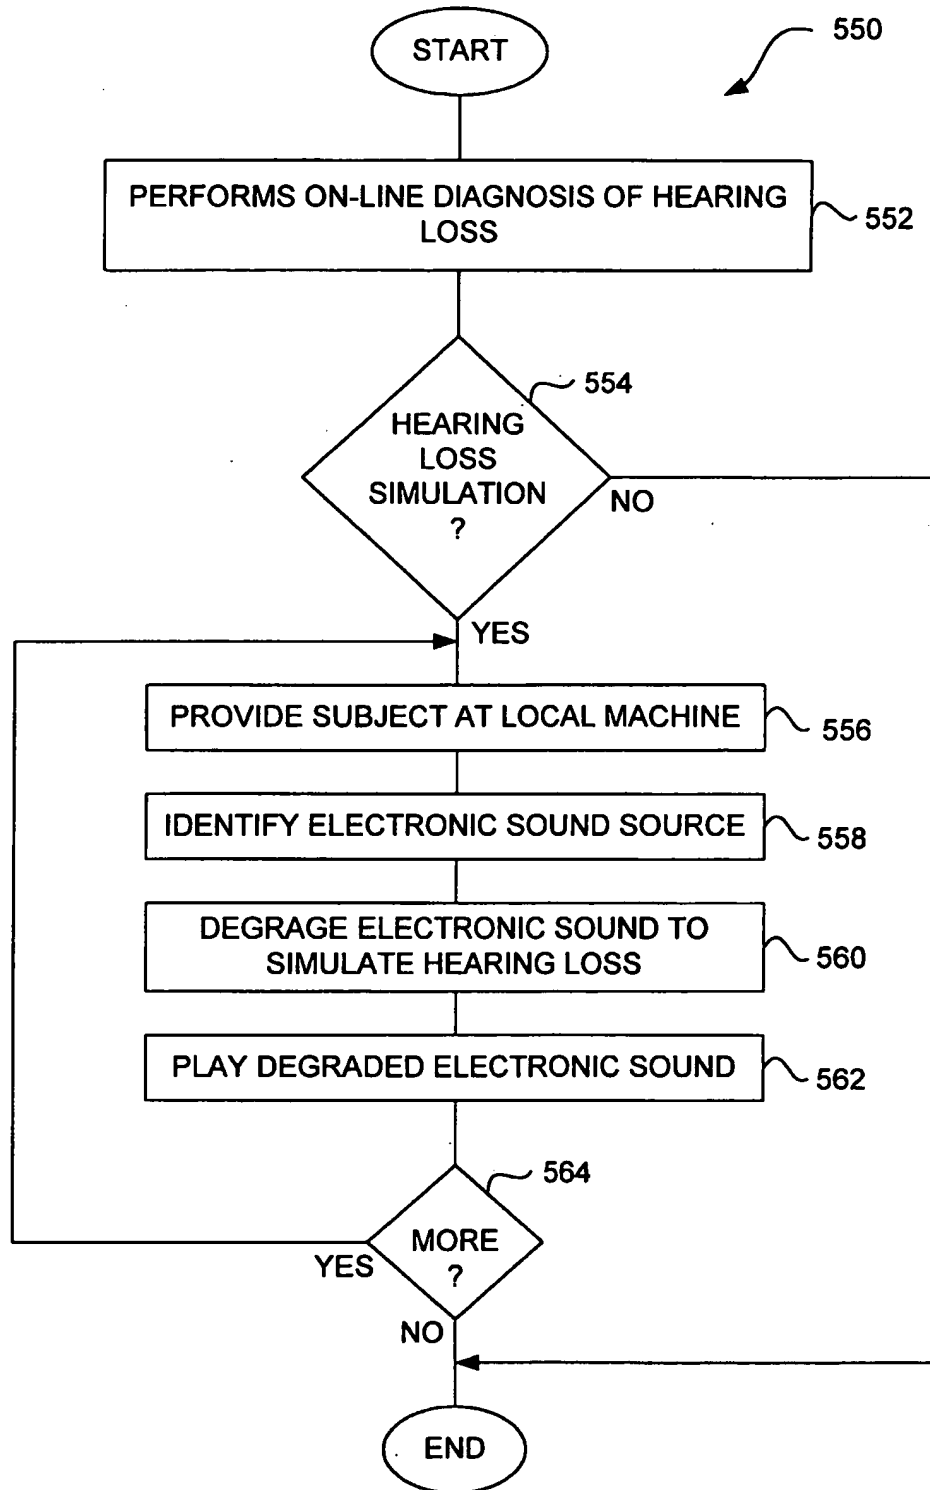 START
550
PERFORMS ON-LINE DIAGNOSIS OF HEARING
LOSS
552
554
HEARING
LOSS
SIMULATION
?
NO
YES
PROVIDE SUBJECT AT LOCAL MACHINE
556
IDENTIFY ELECTRONIC SOUND SOURCE
558
DEGRAGE ELECTRONIC SOUND TO
SIMULATE HEARING LOSS
560
PLAY DEGRADED ELECTRONIC SOUND
562
564
MORE
?
YES
NO
END